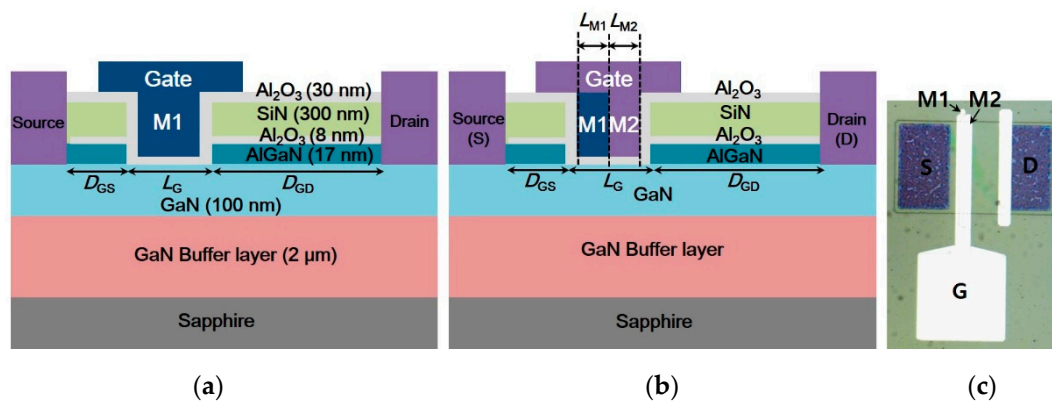 Gate
Al₂O₃ (30 nm)
SiN (300 nm)
Source
M1
Al₂O₃ (8 nm)
Drain
AlGaN (17 nm)
D_GS
L_G
D_GD
GaN (100 nm)
GaN Buffer layer (2 μm)
Sapphire
(a)
L_M1
L_M2
Gate
Al₂O₃
SiN
Source
(S)
M1
M2
Al₂O₃
Drain
(D)
AlGaN
D_GS
L_G
D_GD
GaN
GaN Buffer layer
Sapphire
(b)
M1
M2
S
D
G
(c)